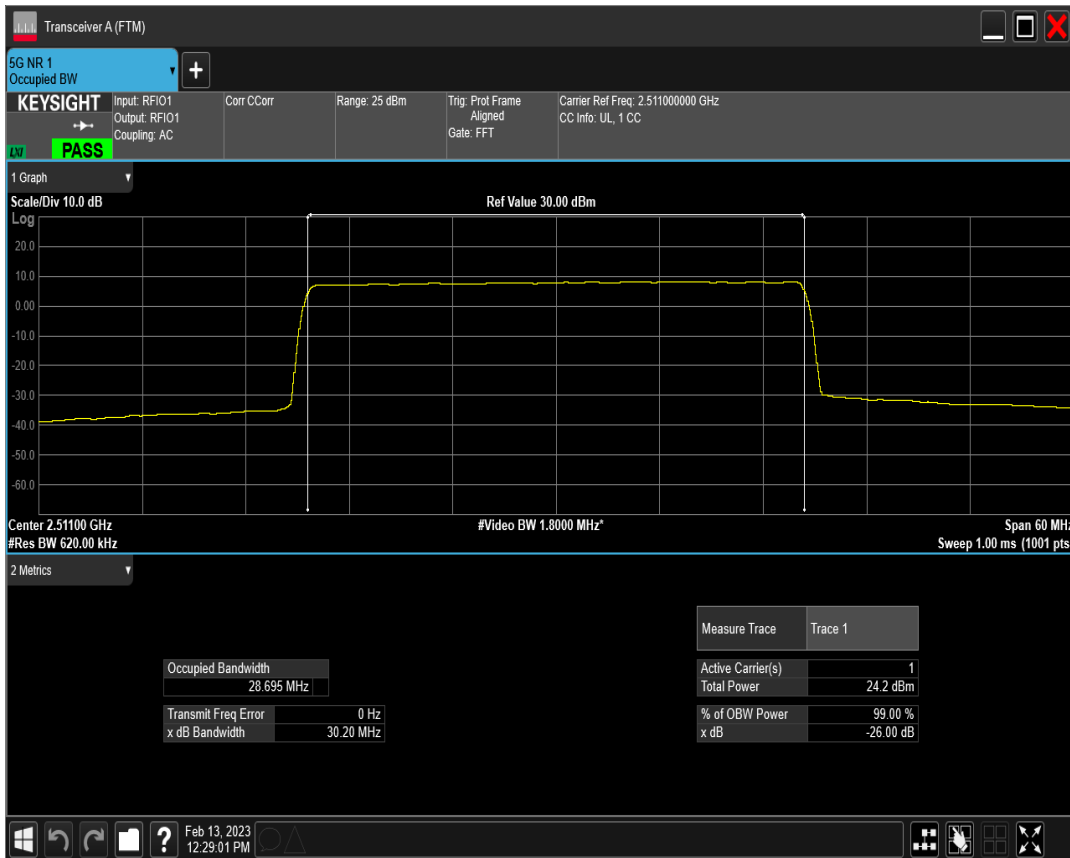 Transceiver A (FTM)
5G NR 1
Occupied BW
+
KEYSIGHT
LXI
PASS
Input: RFIO1
Output: RFIO1
Coupling: AC
Corr CCorr
Range: 25 dBm
Trig: Prot Frame
Aligned
Gate: FFT
Carrier Ref Freq: 2.511000000 GHz
CC Info: UL, 1 CC
1 Graph
Scale/Div 10.0 dB
Ref Value 30.00 dBm
Log
20.0
10.0
0.00
-10.0
-20.0
-30.0
-40.0
-50.0
-60.0
Center 2.51100 GHz
#Video BW 1.8000 MHz*
Span 60 MHz
#Res BW 620.00 kHz
Sweep 1.00 ms (1001 pts
2 Metrics
Measure Trace Trace 1
Occupied Bandwidth
28.695 MHz
Active Carrier(s) 1
Total Power 24.2 dBm
Transmit Freq Error 0 Hz
x dB Bandwidth 30.20 MHz
% of OBW Power 99.00 %
x dB -26.00 dB
?
Feb 13, 2023
12:29:01 PM